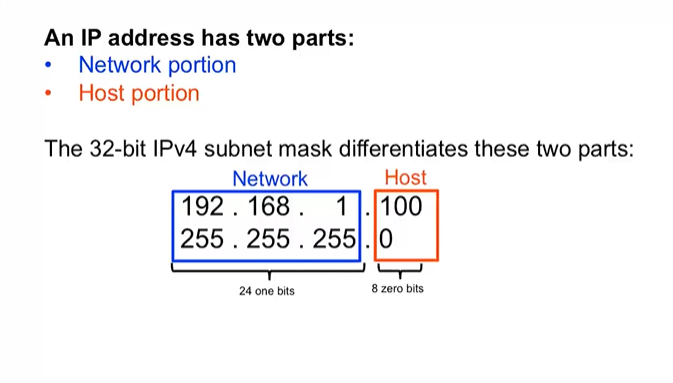 An IP address has two parts:
• Network portion
• Host portion
The 32-bit IPv4 subnet mask differentiates these two parts:
Network Host
192 . 168 . 1 . 100
255 . 255 . 255 . 0
24 one bits 8 zero bits